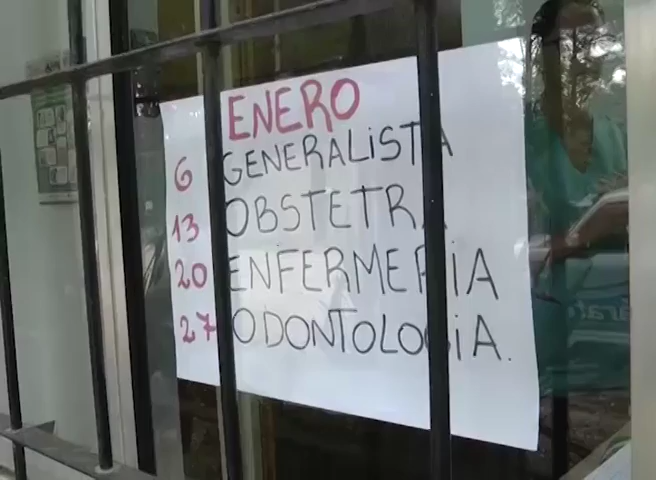 ENERO
6 GENERALiSTA
13 OBSTETRA
20 ENFERMERiA
27 ODONTOLOGiA.